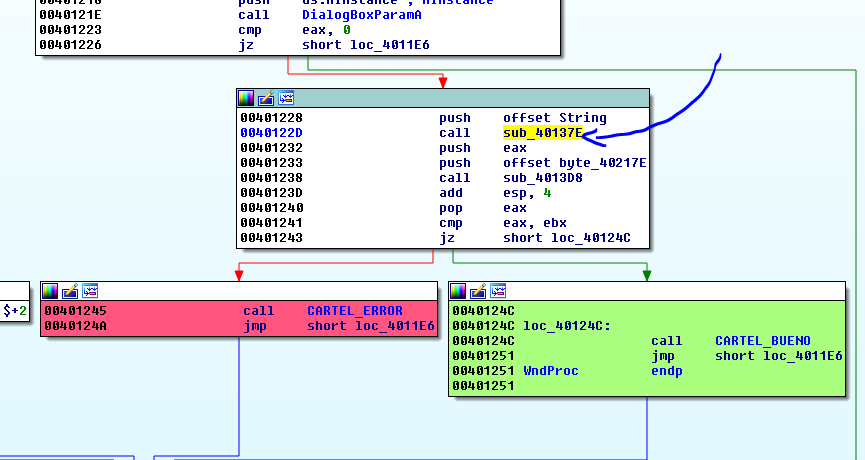 push ds:hInstance ; hInstance
0040121E call DialogBoxParamA
00401223 cmp eax, 0
00401226 jz short loc_4011E6
00401228 push offset String
0040122D call sub_40137E
00401232 push eax
00401233 push offset byte_40217E
00401238 call sub_4013D8
0040123D add esp, 4
00401240 pop eax
00401241 cmp eax, ebx
00401243 jz short loc_40124C
$+2
00401245 call CARTEL_ERROR
0040124A jmp short loc_4011E6
0040124C
0040124C loc_40124C:
0040124C call CARTEL_BUENO
00401251 jmp short loc_4011E6
00401251 WndProc endp
00401251